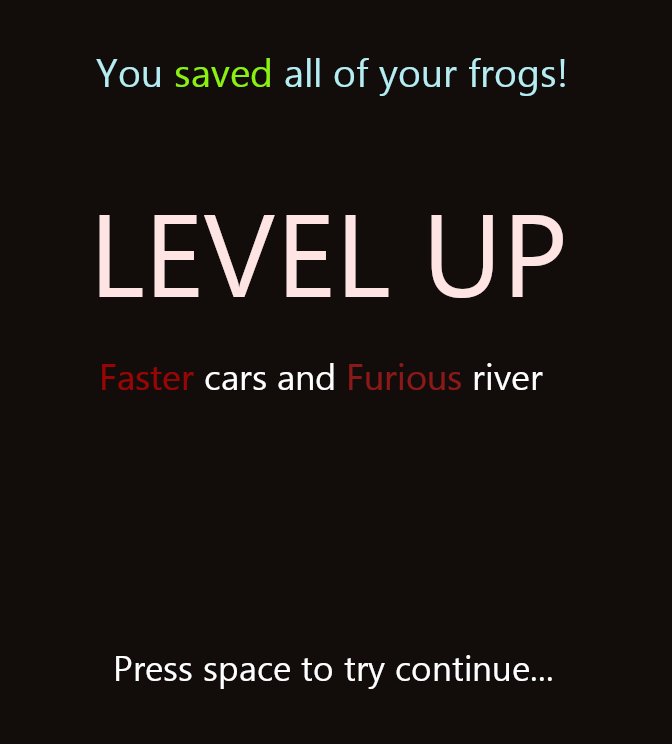 You saved all of your frogs!
LEVEL UP
Faster cars and Furious river
Press space to try continue...